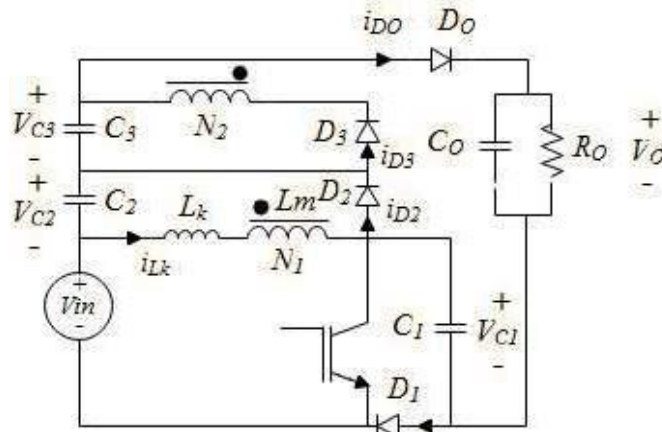 iDO DO
+
VC3
-
C3
N2
D3
iD3
CO
RO
+
VO
-
+
VC2
-
C2
Lk
Lm
D2
iD2
iLk
N1
+
Vin
-
C1
+
VC1
-
D1